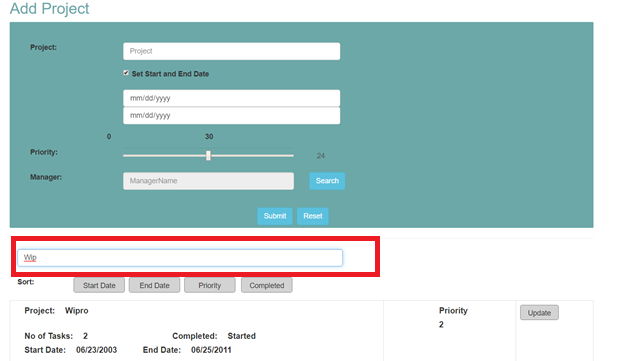 Add Project
Project: Project
Set Start and End Date
mm/dd/yyyy
mm/dd/yyyy
0 30
Priority: 24
Manager: ManagerName Search
Submit Reset
Wip
Sort: Start Date End Date Priority Completed
Project: Wipro Priority Update
2
No of Tasks: 2 Completed: Started
Start Date: 06/23/2003 End Date: 06/25/2011